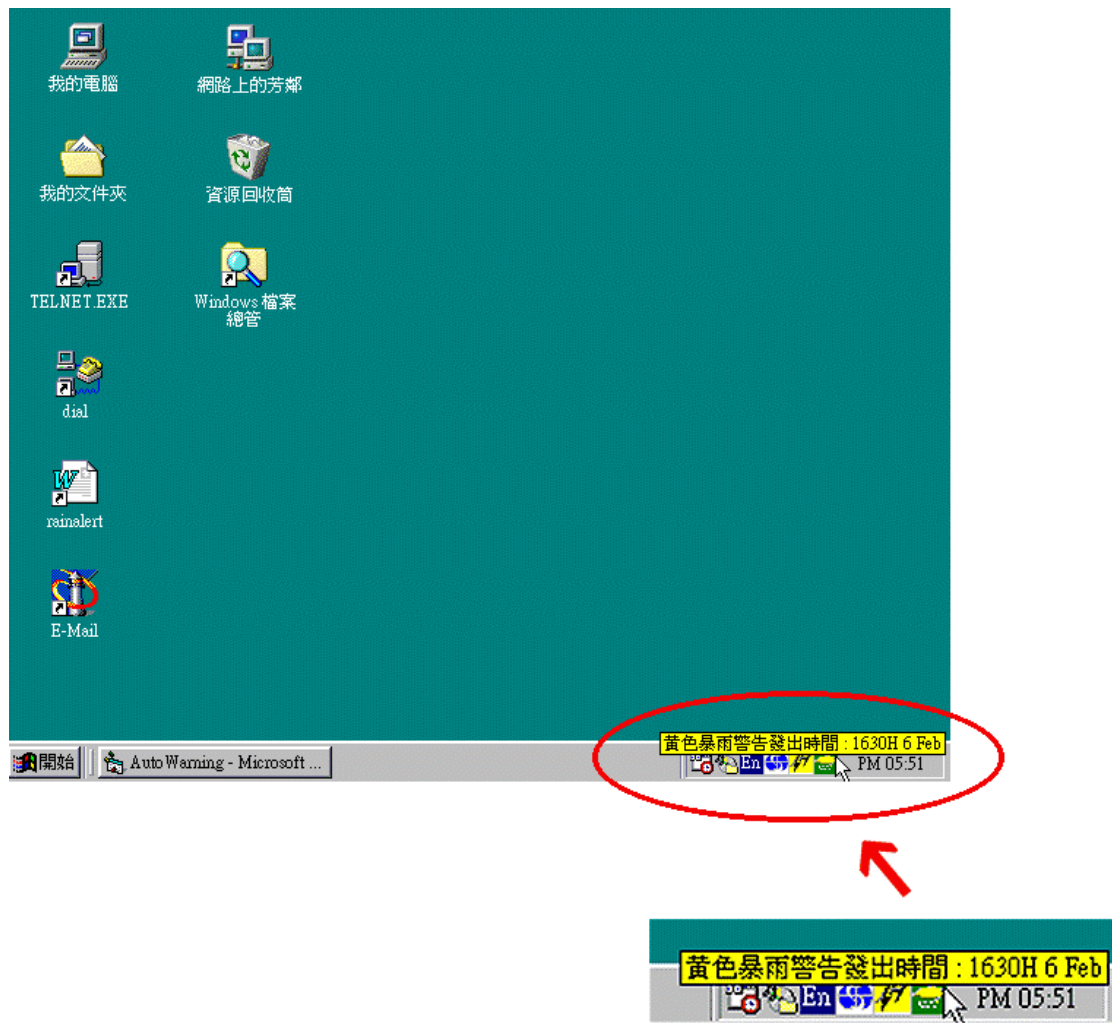 我的電腦
網路上的芳鄰
我的文件夾
資源回收筒
TELNET.EXE
Windows 檔案
總管
dial
rainalert
E-Mail
黃色暴雨警告發出時間 : 1630H 6 Feb
開始
Auto Warning - Microsoft ...
En
PM 05:51
黃色暴雨警告發出時間 : 1630H 6 Feb
En
PM 05:51